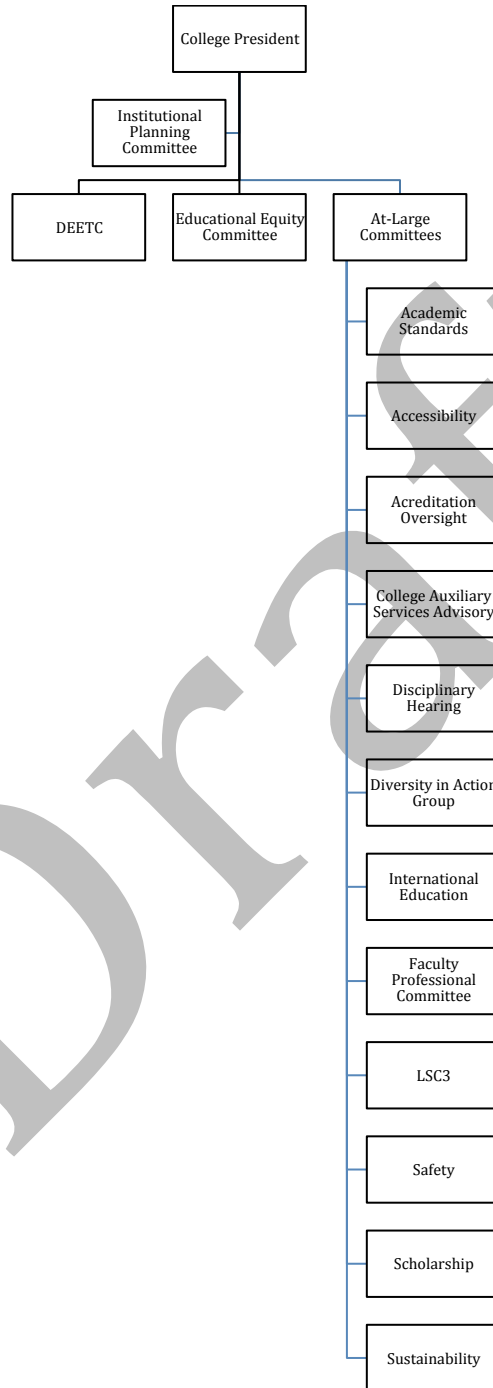 College President
Institutional
Planning
Committee
DEETC
Educational Equity
Committee
At-Large
Committees
Academic
Standards
Accessibility
Acreditation
Oversight
College Auxiliary
Services Advisory
Disciplinary
Hearing
Diversity in Action
Group
International
Education
Faculty
Professional
Committee
LSC3
Safety
Scholarship
Sustainability
Draf